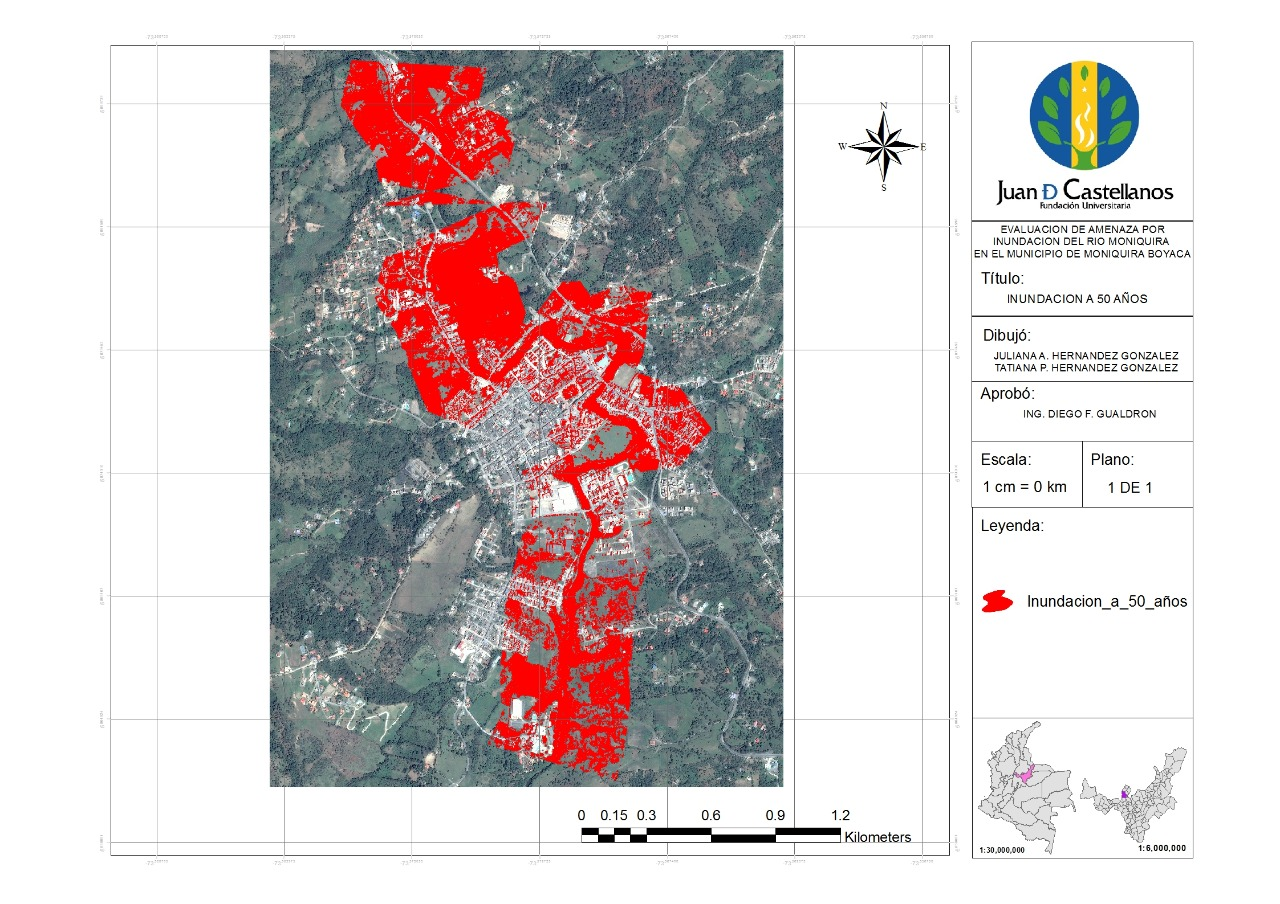 N
W
E
S
0 0.15 0.3 0.6 0.9 1.2
Kilometers
Juan D Castellanos
Fundación Universitaria
EVALUACION DE AMENAZA POR
INUNDACION DEL RIO MONIQUIRA
EN EL MUNICIPIO DE MONIQUIRA BOYACA
Título:
INUNDACION A 50 AÑOS
Dibujó:
JULIANA A. HERNANDEZ GONZALEZ
TATIANA P. HERNANDEZ GONZALEZ
Aprobó:
ING. DIEGO F. GUALDRON
Escala:
1 cm = 0 km
Plano:
1 DE 1
Leyenda:
Inundacion_a_50_años
1:30,000,000
1:6,000,000